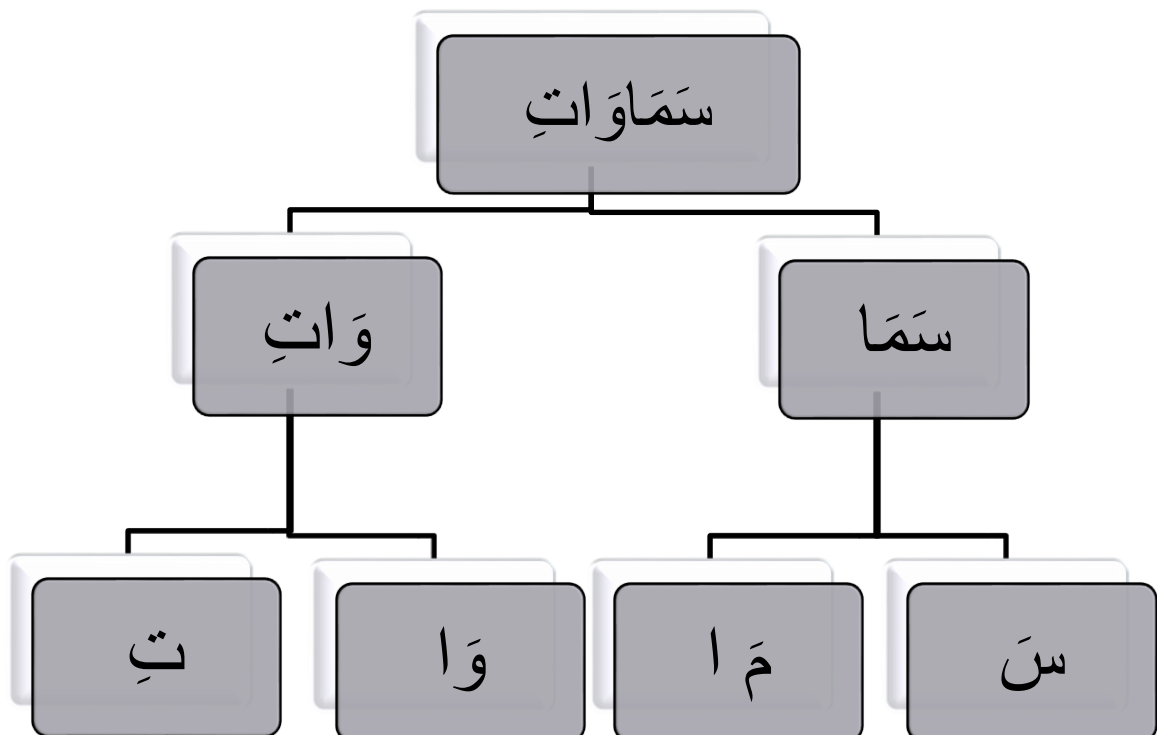 سَمَاوَاتِ
سَمَا
وَاتِ
سَ
مَ ا
وَا
تِ